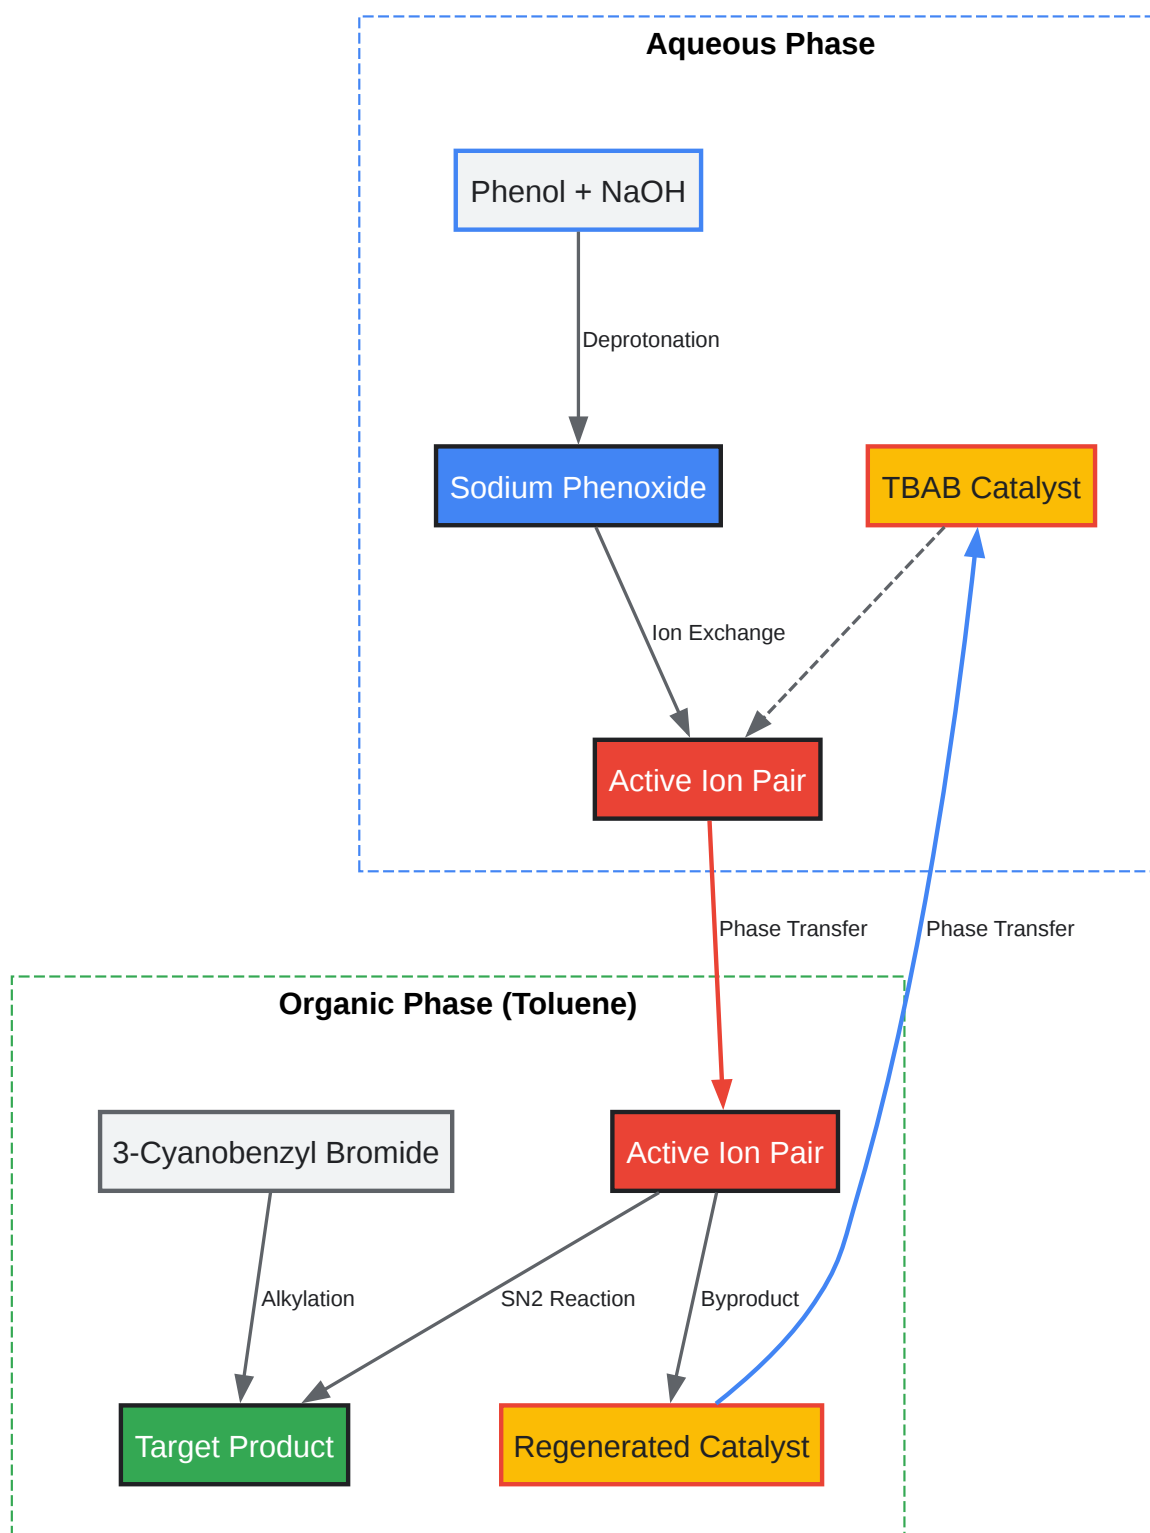 Aqueous Phase
Phenol + NaOH
Deprotonation
Sodium Phenoxide
TBAB Catalyst
Ion Exchange
Active Ion Pair
Phase Transfer
Phase Transfer
Organic Phase (Toluene)
3-Cyanobenzyl Bromide
Active Ion Pair
Alkylation
SN2 Reaction
Byproduct
Target Product
Regenerated Catalyst